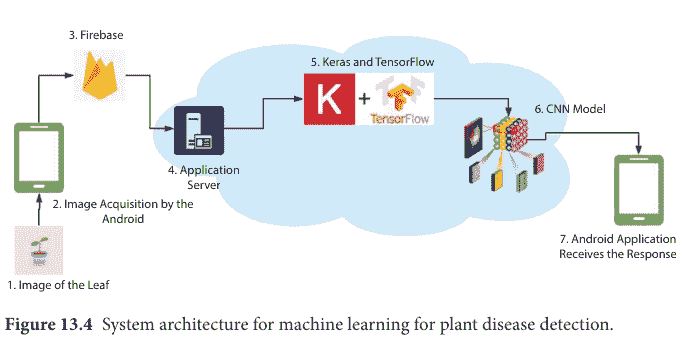 3. Firebase
5. Keras and TensorFlow
K
+
TensorFlow
6. CNN Model
4. Application
Server
2. Image Acquisition by the
Android
7. Android Application
Receives the Response
1. Image of the Leaf
Figure 13.4 System architecture for machine learning for plant disease detection.